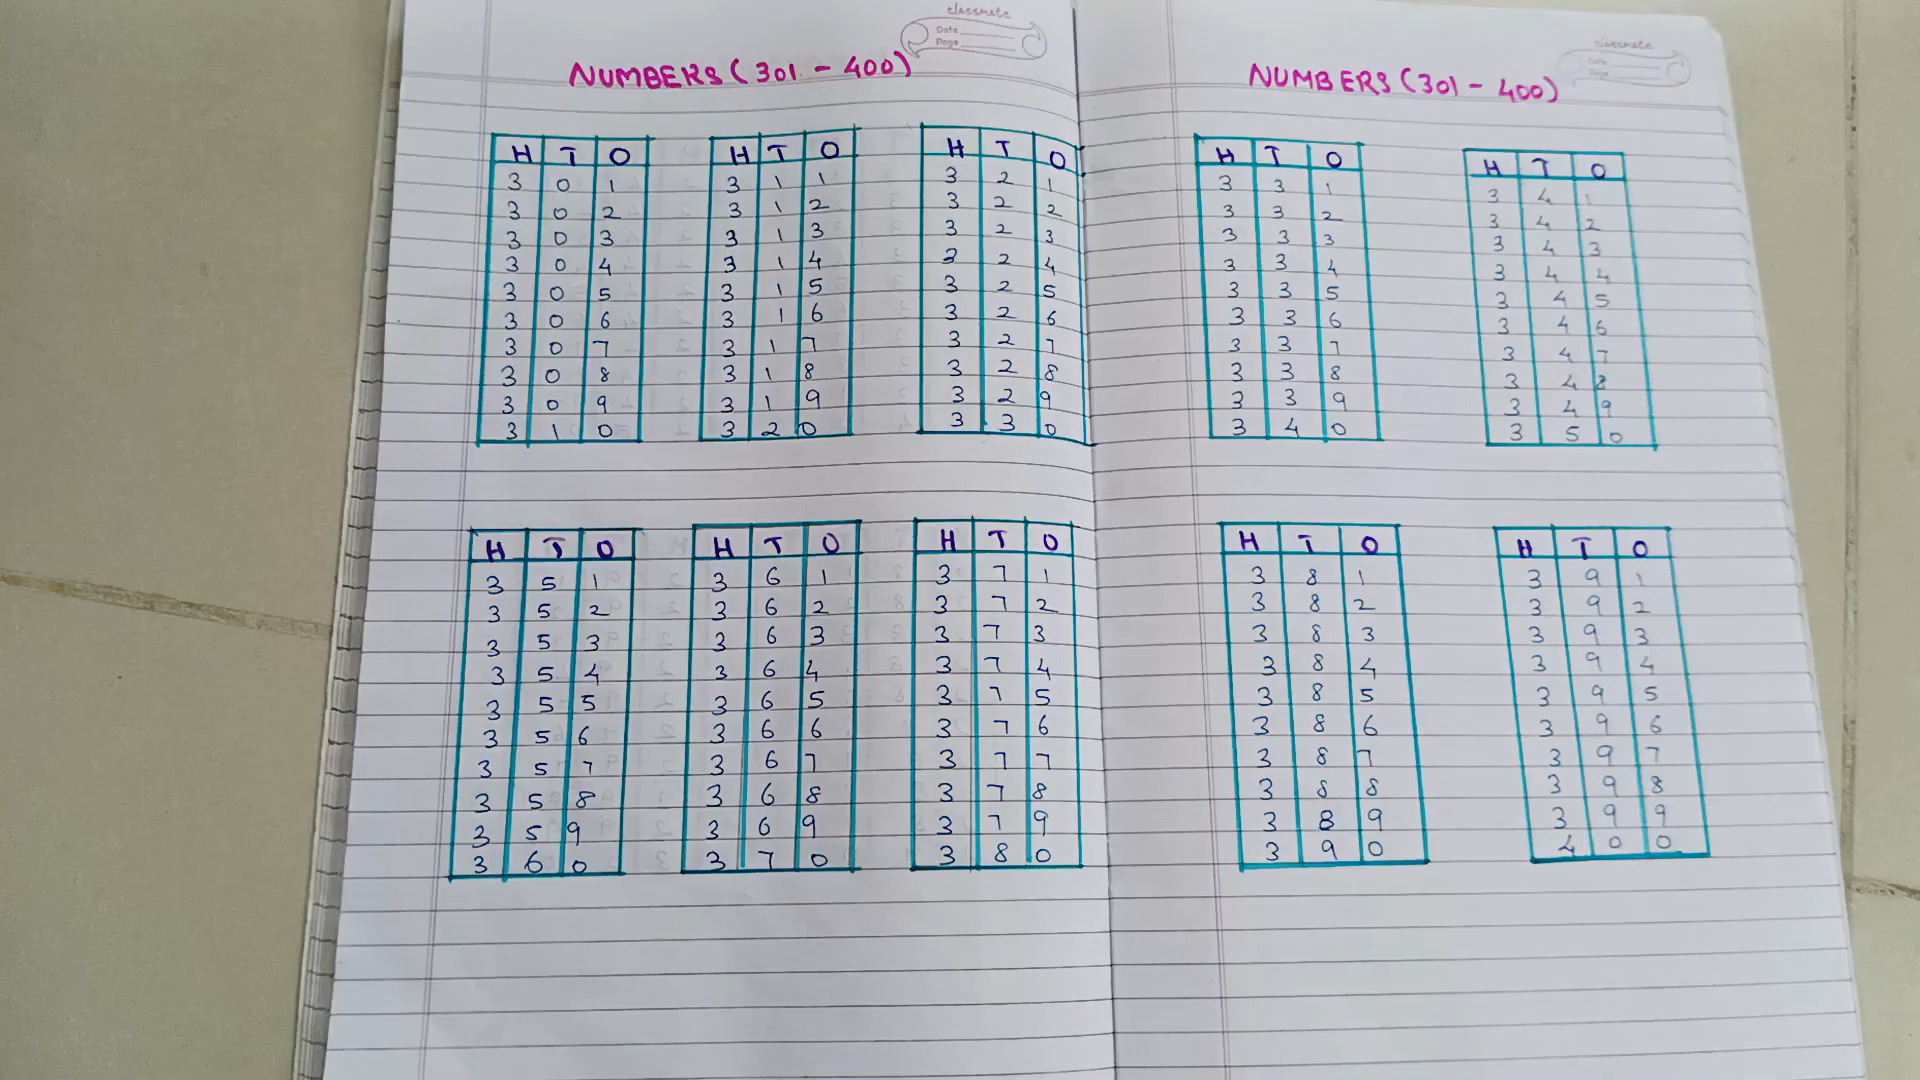 classmate
Date
Page
NUMBERS (301 - 400)
H T O
3 0 1
3 0 2
3 0 3
3 0 4
3 0 5
3 0 6
3 0 7
3 0 8
3 0 9
3 1 0
H T O
3 1 1
3 1 2
3 1 3
3 1 4
3 1 5
3 1 6
3 1 7
3 1 8
3 1 9
3 2 0
H T O
3 2 1
3 2 2
3 2 3
3 2 4
3 2 5
3 2 6
3 2 7
3 2 8
3 2 9
3 3 0
H T O
3 5 1
3 5 2
3 5 3
3 5 4
3 5 5
3 5 6
3 5 7
3 5 8
3 5 9
3 6 0
H T O
3 6 1
3 6 2
3 6 3
3 6 4
3 6 5
3 6 6
3 6 7
3 6 8
3 6 9
3 7 0
H T O
3 7 1
3 7 2
3 7 3
3 7 4
3 7 5
3 7 6
3 7 7
3 7 8
3 7 9
3 8 0
classmate
Date
Page
NUMBERS (301 - 400)
H T O
3 3 1
3 3 2
3 3 3
3 3 4
3 3 5
3 3 6
3 3 7
3 3 8
3 3 9
3 4 0
H T O
3 4 1
3 4 2
3 4 3
3 4 4
3 4 5
3 4 6
3 4 7
3 4 8
3 4 9
3 5 0
H T O
3 8 1
3 8 2
3 8 3
3 8 4
3 8 5
3 8 6
3 8 7
3 8 8
3 8 9
3 9 0
H T O
3 9 1
3 9 2
3 9 3
3 9 4
3 9 5
3 9 6
3 9 7
3 9 8
3 9 9
4 0 0